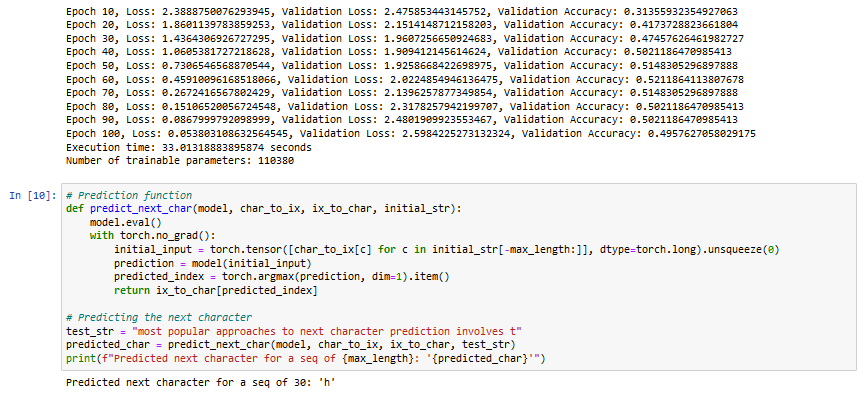 Epoch 10, Loss: 2.3888750076293945, Validation Loss: 2.475853443145752, Validation Accuracy: 0.31355932354927063
Epoch 20, Loss: 1.8601139783859253, Validation Loss: 2.1514148712158203, Validation Accuracy: 0.4173728823661804
Epoch 30, Loss: 1.4364306926727295, Validation Loss: 1.9607256650924683, Validation Accuracy: 0.47457626461982727
Epoch 40, Loss: 1.0605381727218628, Validation Loss: 1.909412145614624, Validation Accuracy: 0.5021186470985413
Epoch 50, Loss: 0.7306546568870544, Validation Loss: 1.9258668422698975, Validation Accuracy: 0.5148305296897888
Epoch 60, Loss: 0.45910096168518066, Validation Loss: 2.0224854946136475, Validation Accuracy: 0.5211864113807678
Epoch 70, Loss: 0.2672416567802429, Validation Loss: 2.1396257877349854, Validation Accuracy: 0.5148305296897888
Epoch 80, Loss: 0.15106520056724548, Validation Loss: 2.3178257942199707, Validation Accuracy: 0.5021186470985413
Epoch 90, Loss: 0.0867999792098999, Validation Loss: 2.4801909923553467, Validation Accuracy: 0.5021186470985413
Epoch 100, Loss: 0.053803108632564545, Validation Loss: 2.5984225273132324, Validation Accuracy: 0.4957627058029175
Execution time: 33.01318883895874 seconds
Number of trainable parameters: 110380
In [10]: # Prediction function
def predict_next_char(model, char_to_ix, ix_to_char, initial_str):
    model.eval()
    with torch.no_grad():
        initial_input = torch.tensor([char_to_ix[c] for c in initial_str[-max_length:]], dtype=torch.long).unsqueeze(0)
        prediction = model(initial_input)
        predicted_index = torch.argmax(prediction, dim=1).item()
        return ix_to_char[predicted_index]
# Predicting the next character
test_str = "most popular approaches to next character prediction involves t"
predicted_char = predict_next_char(model, char_to_ix, ix_to_char, test_str)
print(f"Predicted next character for a seq of {max_length}: '{predicted_char}'")
Predicted next character for a seq of 30: 'h'